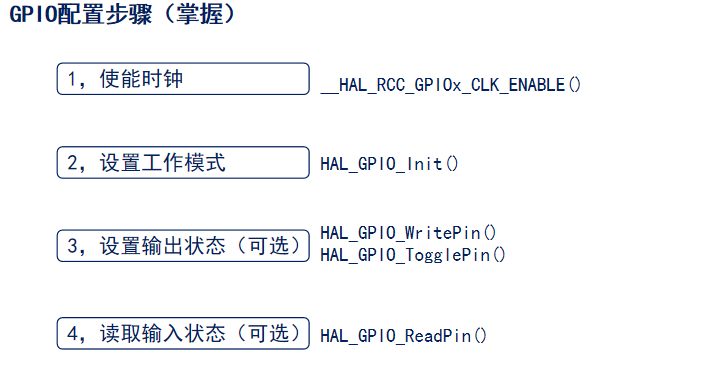 GPIO配置步骤（掌握）
1，使能时钟
__HAL_RCC_GPIOx_CLK_ENABLE()
2，设置工作模式
HAL_GPIO_Init()
3，设置输出状态（可选）
HAL_GPIO_WritePin()
HAL_GPIO_TogglePin()
4，读取输入状态（可选）
HAL_GPIO_ReadPin()